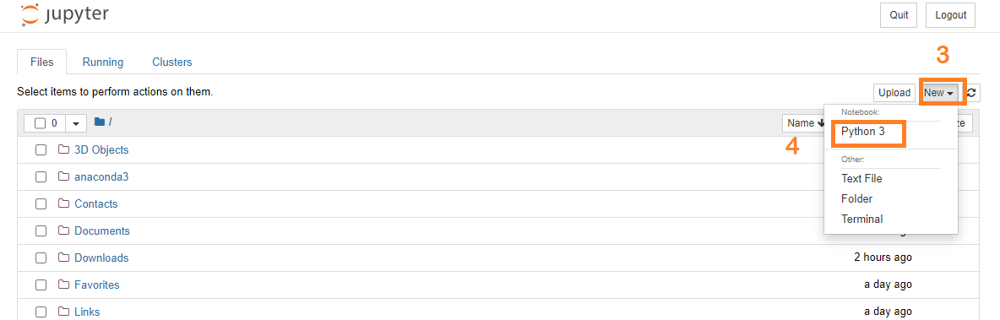 jupyter
Quit Logout
3
Files Running Clusters
Select items to perform actions on them.
Upload New
0 / Name ze
Notebook:
Python 3
4
Other:
Text File
Folder
Terminal
3D Objects
anaconda3
Contacts
Documents
Downloads 2 hours ago
Favorites a day ago
Links a day ago